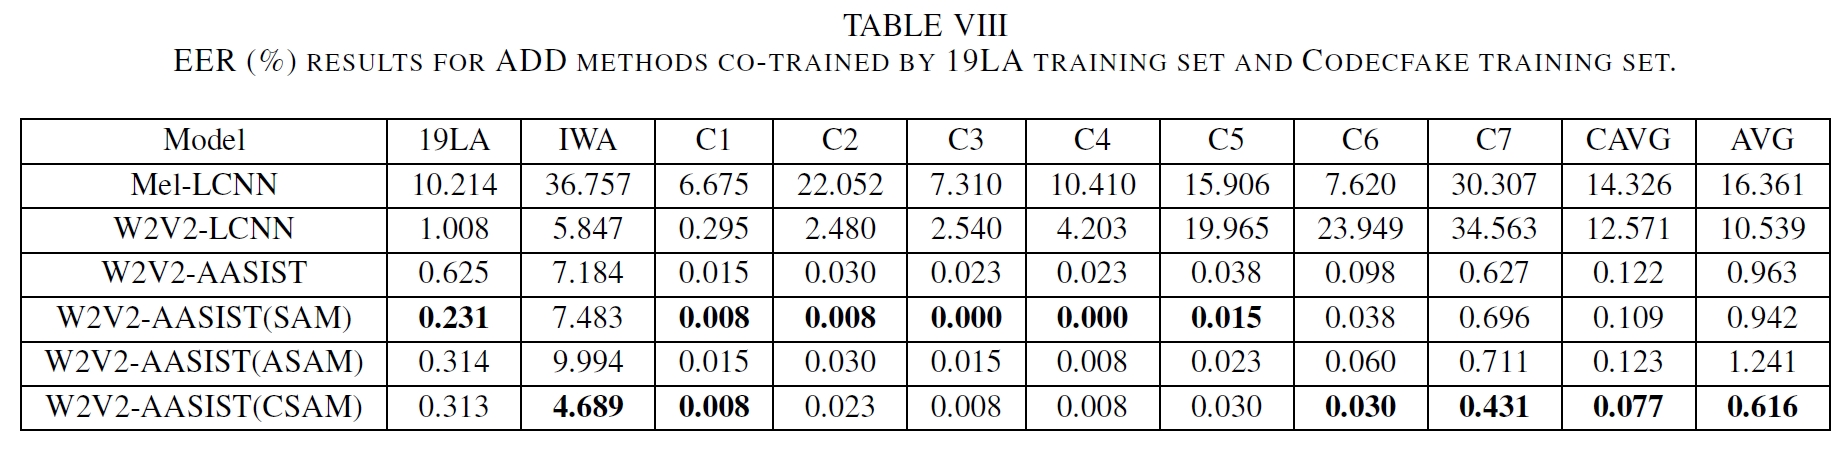 TABLE VIII
EER (%) RESULTS FOR ADD METHODS CO-TRAINED BY 19LA TRAINING SET AND CODECFAKE TRAINING SET.
Model 19LA IWA C1 C2 C3 C4 C5 C6 C7 CAVG AVG
Mel-LCNN 10.214 36.757 6.675 22.052 7.310 10.410 15.906 7.620 30.307 14.326 16.361
W2V2-LCNN 1.008 5.847 0.295 2.480 2.540 4.203 19.965 23.949 34.563 12.571 10.539
W2V2-AASIST 0.625 7.184 0.015 0.030 0.023 0.023 0.038 0.098 0.627 0.122 0.963
W2V2-AASIST(SAM) 0.231 7.483 0.008 0.008 0.000 0.000 0.015 0.038 0.696 0.109 0.942
W2V2-AASIST(ASAM) 0.314 9.994 0.015 0.030 0.015 0.008 0.023 0.060 0.711 0.123 1.241
W2V2-AASIST(CSAM) 0.313 4.689 0.008 0.023 0.008 0.008 0.030 0.030 0.431 0.077 0.616